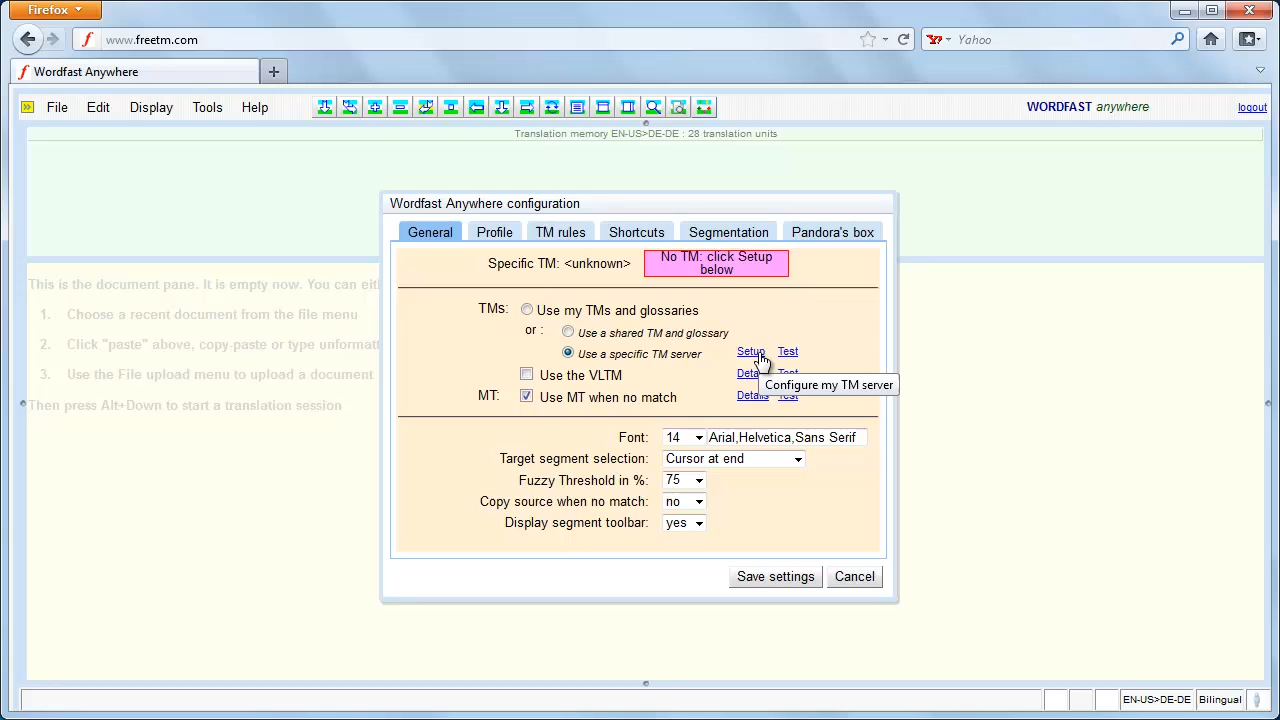 Firefox
www.freetm.com
Yahoo
Wordfast Anywhere
File Edit Display Tools Help
WORDFAST anywhere
logout
Translation memory EN-US>DE-DE : 28 translation units
Wordfast Anywhere configuration
General Profile TM rules Shortcuts Segmentation Pandora's box
Specific TM: <unknown>
No TM: click Setup
below
This is the document pane. It is empty now. You can eit
1. Choose a recent document from the file menu
2. Click "paste" above, copy-paste or type unformatt
3. Use the File upload menu to upload a document
Then press Alt+Down to start a translation session
TMs: Use my TMs and glossaries
or : Use a shared TM and glossary
Use a specific TM server Setup Test
Use the VLTM
Configure my TM server
MT: Use MT when no match Details Test
Font: 14 Arial,Helvetica,Sans Serif
Target segment selection: Cursor at end
Fuzzy Threshold in %: 75
Copy source when no match: no
Display segment toolbar: yes
Save settings Cancel
EN-US>DE-DE Bilingual